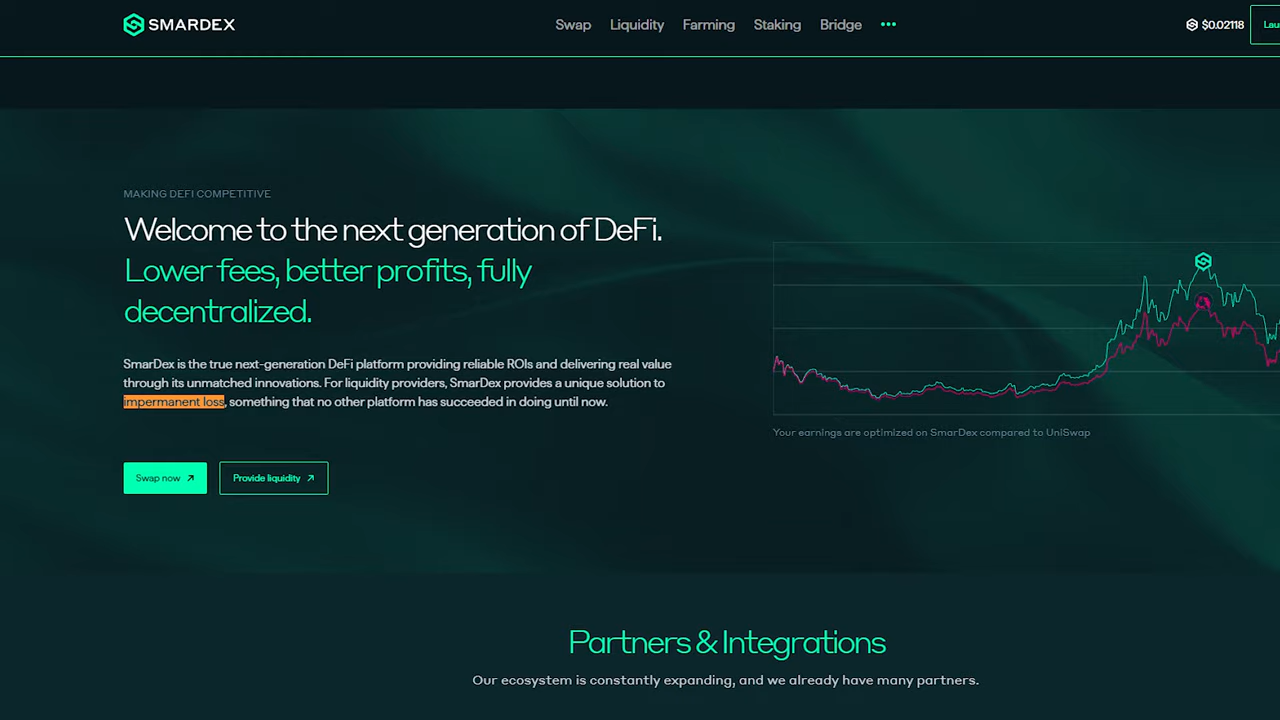 SMARDEX
Swap Liquidity Farming Staking Bridge
$0.02118
MAKING DEFI COMPETITIVE
Welcome to the next generation of DeFi.
Lower fees, better profits, fully
decentralized.
SmarDex is the true next-generation DeFi platform providing reliable ROIs and delivering real value
through its unmatched innovations. For liquidity providers, SmarDex provides a unique solution to
impermanent loss, something that no other platform has succeeded in doing until now.
Your earnings are optimized on SmarDex compared to UniSwap
Swap now
Provide liquidity
Partners & Integrations
Our ecosystem is constantly expanding, and we already have many partners.